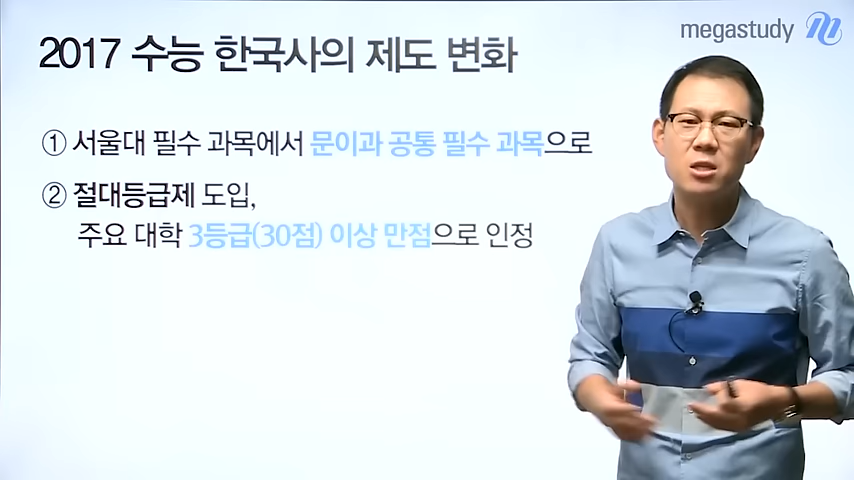 megastudy
2017 수능 한국사의 제도 변화
① 서울대 필수 과목에서 문이과 공통 필수 과목으로
② 절대등급제 도입,
주요 대학 3등급(30점) 이상 만점으로 인정